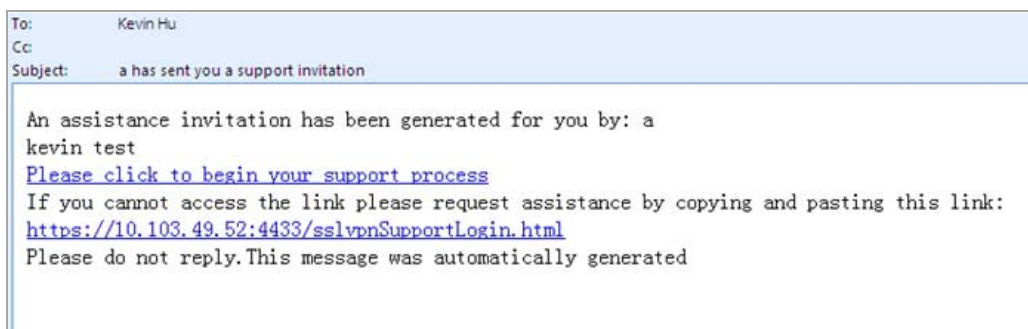 To: Kevin Hu
Cc:
Subject: a has sent you a support invitation
An assistance invitation has been generated for you by: a
kevin test
Please click to begin your support process
If you cannot access the link please request assistance by copying and pasting this link:
https://10.103.49.52:4433/sslvpnSupportLogin.html
Please do not reply.This message was automatically generated